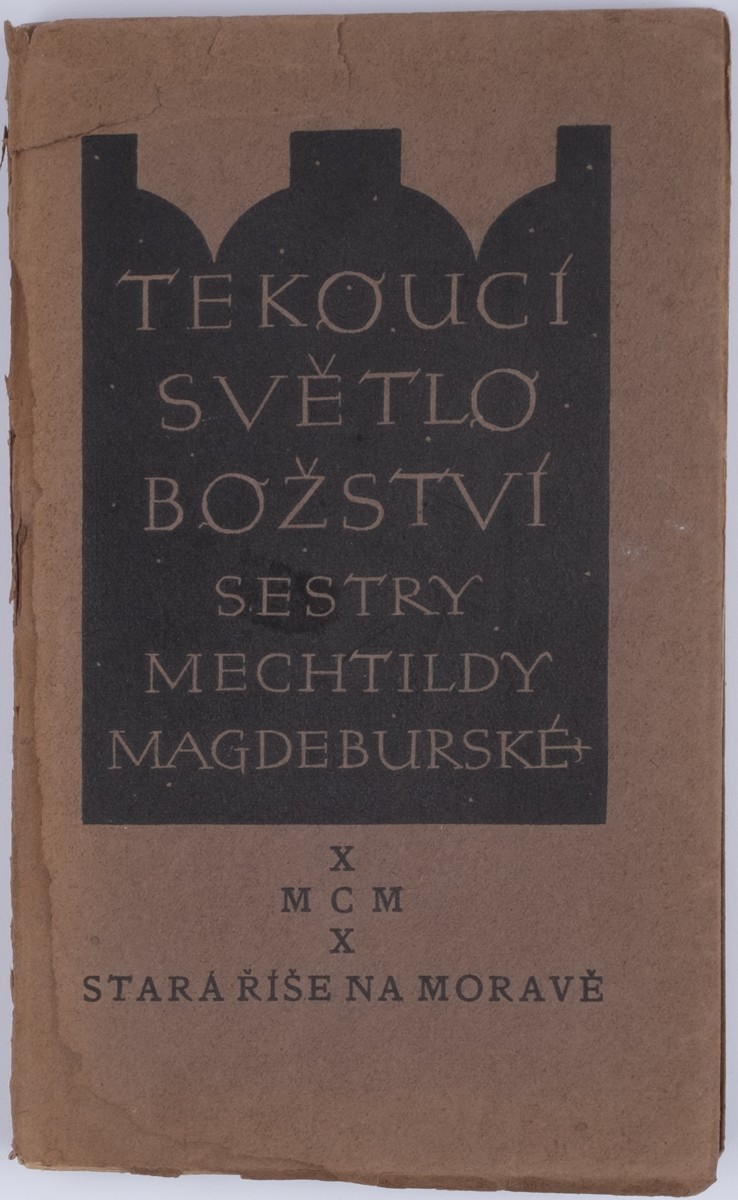 TEKOUCÍ
SVĚTLO
BOŽSTVÍ
SESTRY
MECHTILDY
MAGDEBURSKÉ
X
MCM
X
STARÁ ŘÍŠE NA MORAVĚ